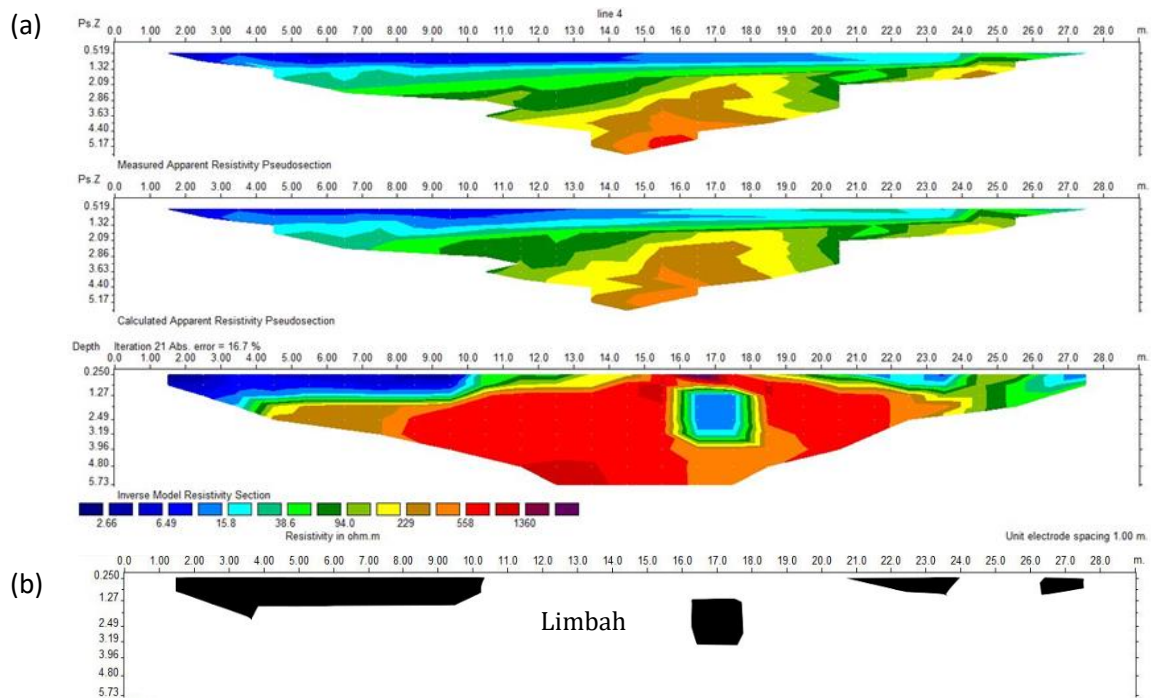 (a)
line 4
Ps.Z 0.0 1.00 2.00 3.00 4.00 5.00 6.00 7.00 8.00 9.00 10.0 11.0 12.0 13.0 14.0 15.0 16.0 17.0 18.0 19.0 20.0 21.0 22.0 23.0 24.0 25.0 26.0 27.0 28.0 m.
0.519
1.32
2.09
2.86
3.63
4.40
5.17
Measured Apparent Resistivity Pseudosection
Ps.Z 0.0 1.00 2.00 3.00 4.00 5.00 6.00 7.00 8.00 9.00 10.0 11.0 12.0 13.0 14.0 15.0 16.0 17.0 18.0 19.0 20.0 21.0 22.0 23.0 24.0 25.0 26.0 27.0 28.0 m.
0.519
1.32
2.09
2.86
3.63
4.40
5.17
Calculated Apparent Resistivity Pseudosection
Depth Iteration 21 Abs. error = 16.7 %
0.0 1.00 2.00 3.00 4.00 5.00 6.00 7.00 8.00 9.00 10.0 11.0 12.0 13.0 14.0 15.0 16.0 17.0 18.0 19.0 20.0 21.0 22.0 23.0 24.0 25.0 26.0 27.0 28.0 m.
0.250
1.27
2.49
3.19
3.96
4.80
5.73
Inverse Model Resistivity Section
2.66 6.49 15.8 38.6 94.0 229 558 1360
Resistivity in ohm.m
Unit electrode spacing 1.00 m.
(b)
0.0 1.00 2.00 3.00 4.00 5.00 6.00 7.00 8.00 9.00 10.0 11.0 12.0 13.0 14.0 15.0 16.0 17.0 18.0 19.0 20.0 21.0 22.0 23.0 24.0 25.0 26.0 27.0 28.0 m.
0.250
1.27
2.49
3.19
3.96
4.80
5.73
Limbah